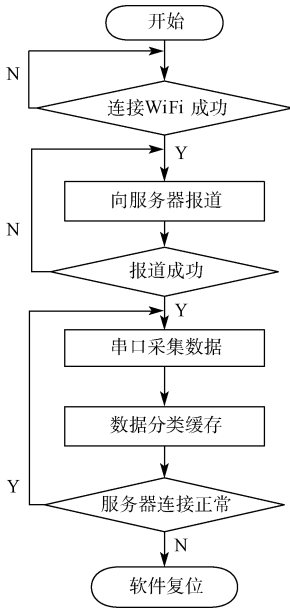 开始
N
连接WiFi 成功
Y
向服务器报道
N
报道成功
Y
串口采集数据
数据分类缓存
Y
服务器连接正常
N
软件复位